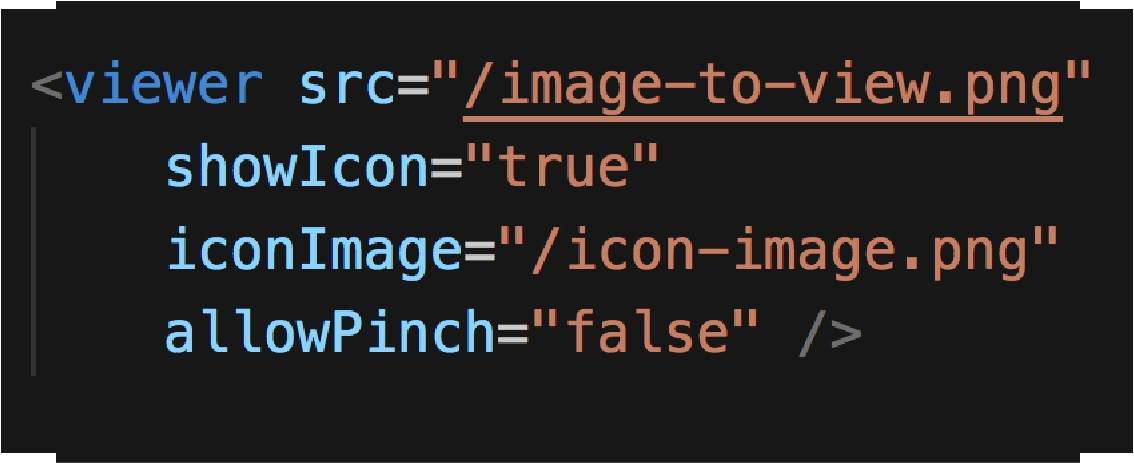 <viewer src="/image-to-view.png"
showIcon="true"
iconImage="/icon-image.png"
allowPinch="false" />